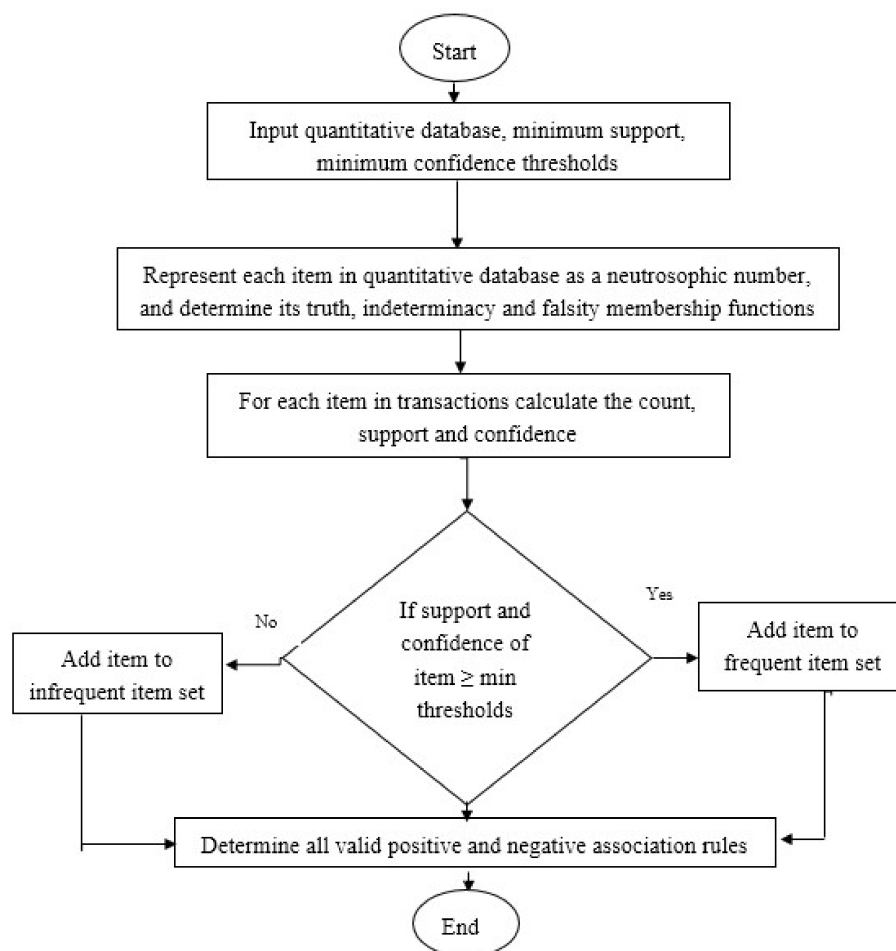 Start
Input quantitative database, minimum support,
minimum confidence thresholds
Represent each item in quantitative database as a neutrosophic number,
and determine its truth, indeterminacy and falsity membership functions
For each item in transactions calculate the count,
support and confidence
If support and
confidence of
item ≥ min
thresholds
No
Yes
Add item to
infrequent item set
Add item to
frequent item set
Determine all valid positive and negative association rules
End